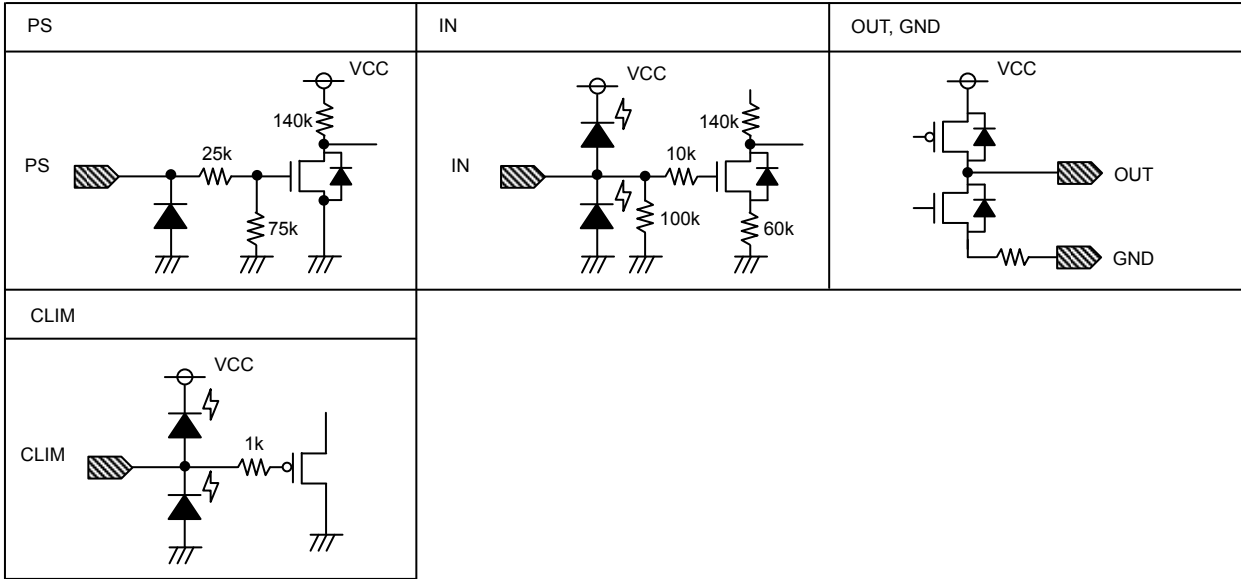 PS
IN
OUT, GND
VCC
140k
PS
25k
75k
VCC
140k
IN
10k
100k
60k
VCC
OUT
GND
CLIM
VCC
CLIM
1k